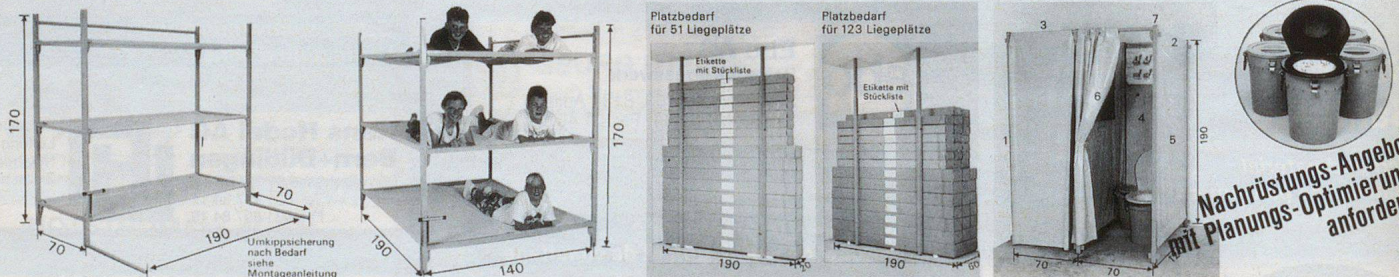 170
70
190
70
Umkippsicherung
nach Bedarf
siehe
Montageanleitung
190
140
170
Platzbedarf
für 51 Liegeplätze
Etikette
mit Stückliste
190
Platzbedarf
für 123 Liegeplätze
Etikette mit
Stückliste
190
60
3
7
2
6
4
1
5
190
70
70
Nachrüstungs-Angebo
mit Planungs-Optimierun
anforder